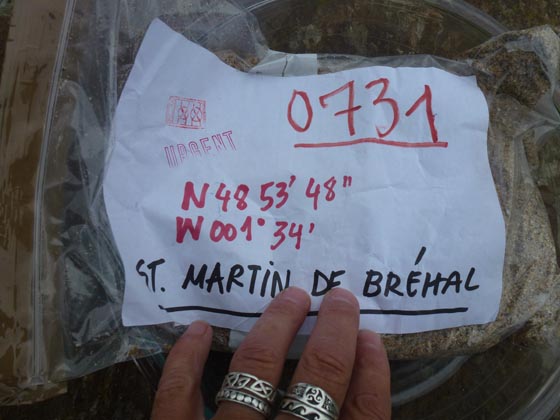 0731
URGENT
N 48 53' 48"
W 001° 34'
ST. MARTIN DE BRÉHAL